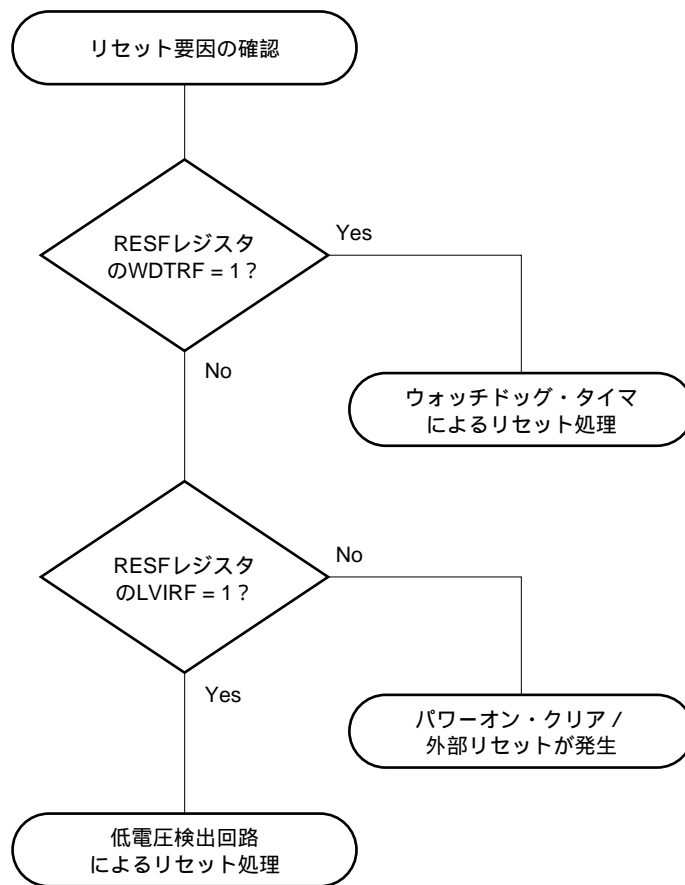 リセット要因の確認
RESFレジスタ
のWDTRF = 1？
Yes
No
ウォッチドッグ・タイマ
によるリセット処理
RESFレジスタ
のLVIRF = 1？
No
Yes
パワーオン・クリア /
外部リセットが発生
低電圧検出回路
によるリセット処理